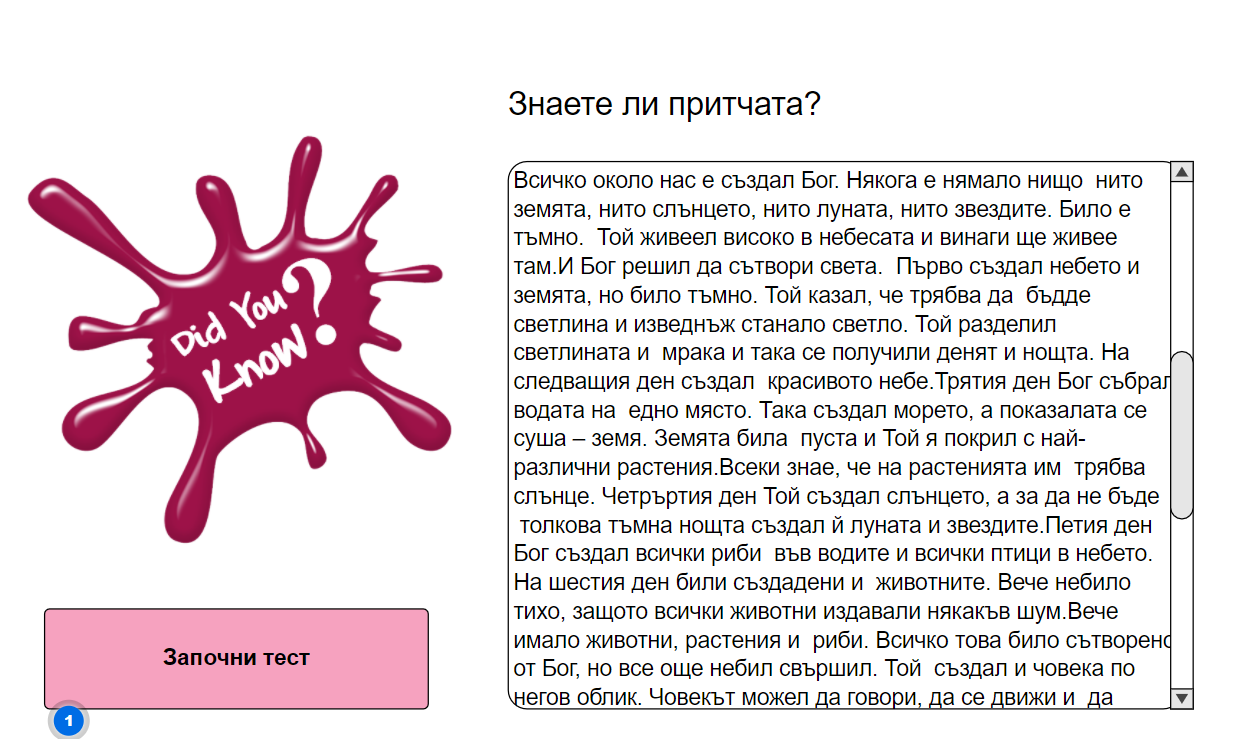 Знаете ли притчата?
Did You
Know?
Всичко около нас е създал Бог. Някога е нямало нищо  нито
земята, нито слънцето, нито луната, нито звездите. Било е
тъмно.  Той живеел високо в небесата и винаги ще живее
там.И Бог решил да сътвори света.  Първо създал небето и
земята, но било тъмно. Той казал, че трябва да  бъдде
светлина и изведнъж станало светло. Той разделил
светлината и  мрака и така се получили денят и нощта. На
следващия ден създал  красивото небе.Трятия ден Бог събрал
водата на  едно място. Така създал морето, а показалата се
суша – земя. Земята била  пуста и Той я покрил с най-
различни растения.Всеки знае, че на растенията им  трябва
слънце. Четръртия ден Той създал слънцето, а за да не бъде
толкова тъмна нощта създал й луната и звездите.Петия ден
Бог създал всички риби  във водите и всички птици в небето.
На шестия ден били създадени и  животните. Вече небило
тихо, защото всички животни издавали някакъв шум.Вече
имало животни, растения и  риби. Всичко това било сътворено
от Бог, но все още небил свършил. Той  създал и човека по
негов облик. Човекът можел да говори, да се движи и  да
Започни тест
1